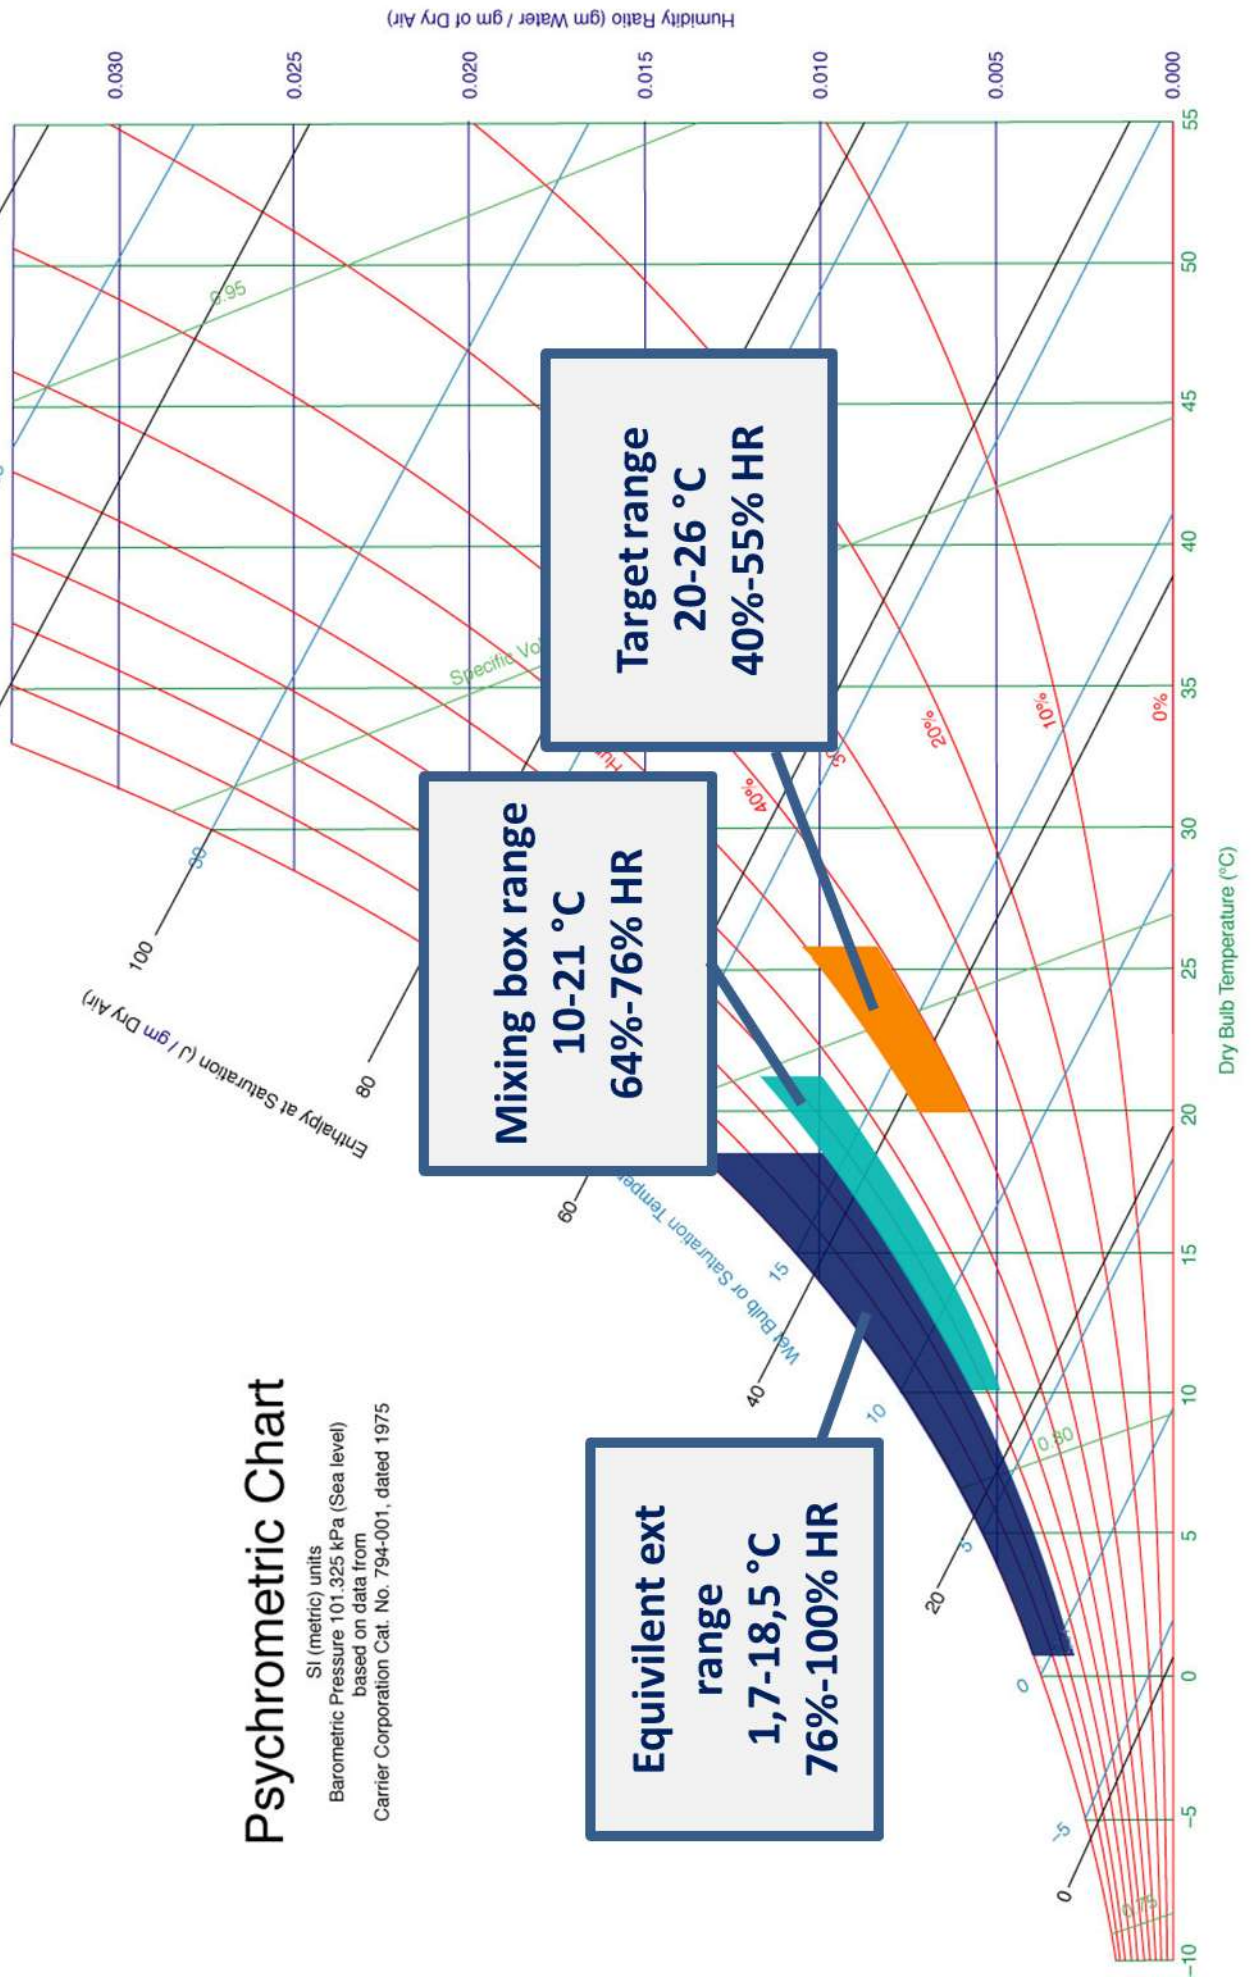 Psychrometric Chart
SI (metric) units
Barometric Pressure 101.325 kPa (Sea level)
based on data from
Carrier Corporation Cat. No. 794-001, dated 1975
Enthalpy at Saturation (J / gm Dry Air)
0
20
40
60
80
100
Wet Bulb or Saturation Temper
-5
0
5
10
15
30
Equivilent ext
range
1,7-18,5 °C
76%-100% HR
Mixing box range
10-21 °C
64%-76% HR
Target range
20-26 °C
40%-55% HR
Specific Vol
0.75
0.80
0.95
Hum
40%
30
20%
10%
0%
Humidity Ratio (gm Water / gm of Dry Air)
0.030
0.025
0.020
0.015
0.010
0.005
0.000
-10
-5
0
5
10
15
20
25
30
35
40
45
50
55
Dry Bulb Temperature (°C)